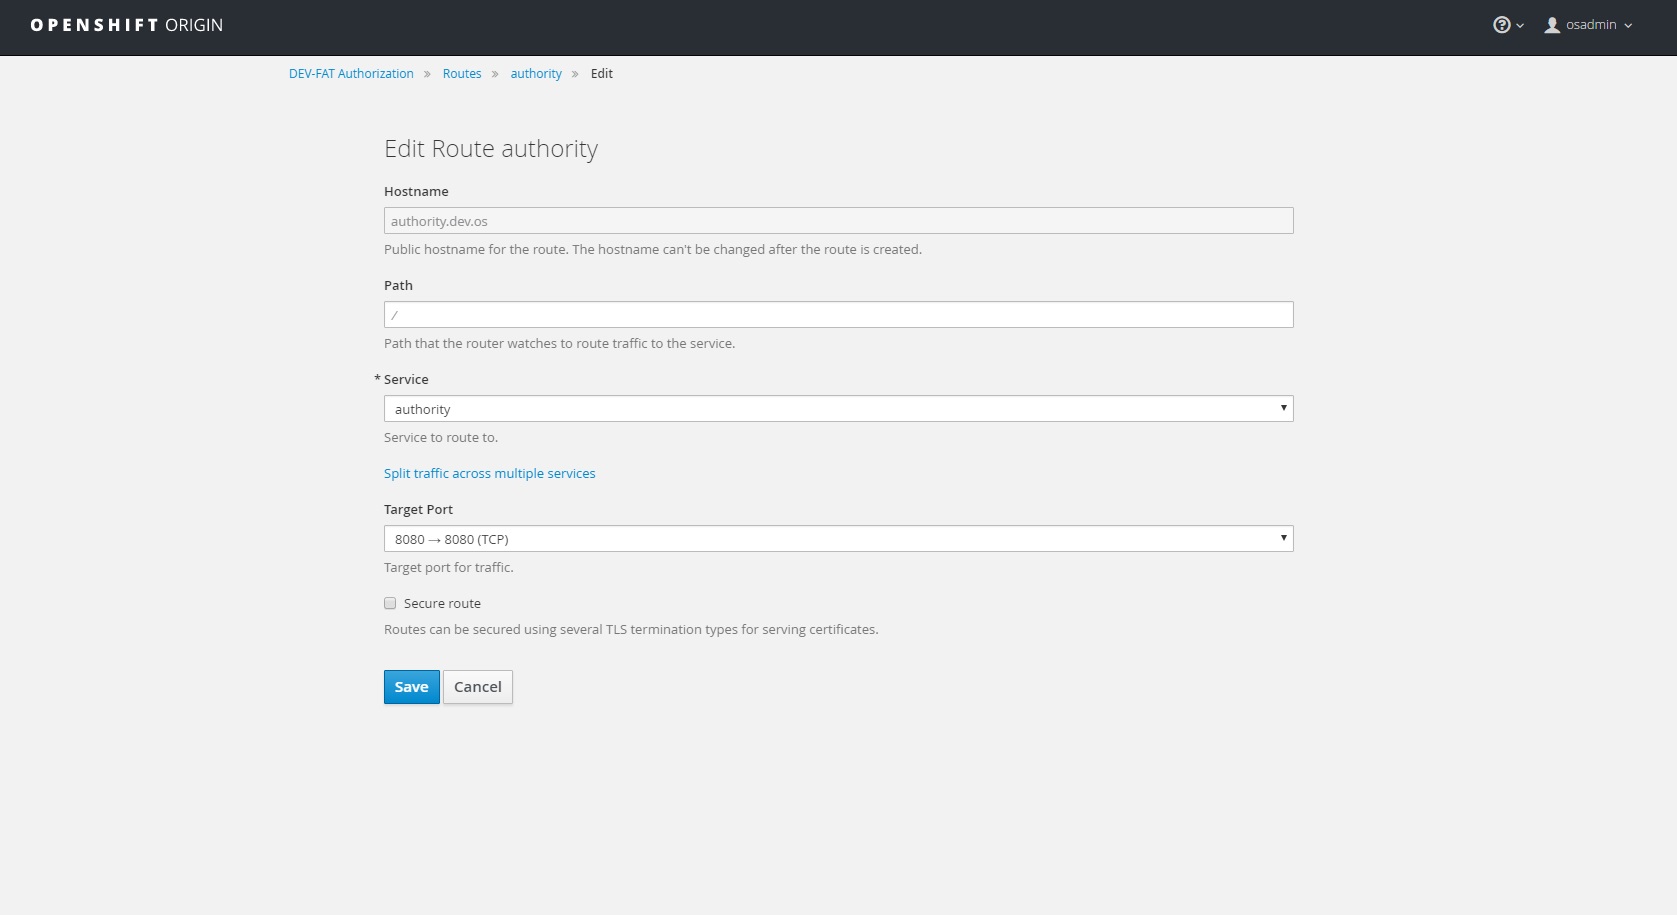 OPENSHIFT ORIGIN
osadmin
DEV-FAT Authorization » Routes » authority » Edit
Edit Route authority
Hostname
authority.dev.os
Public hostname for the route. The hostname can't be changed after the route is created.
Path
/
Path that the router watches to route traffic to the service.
* Service
authority
Service to route to.
Split traffic across multiple services
Target Port
8080 → 8080 (TCP)
Target port for traffic.
Secure route
Routes can be secured using several TLS termination types for serving certificates.
Save Cancel